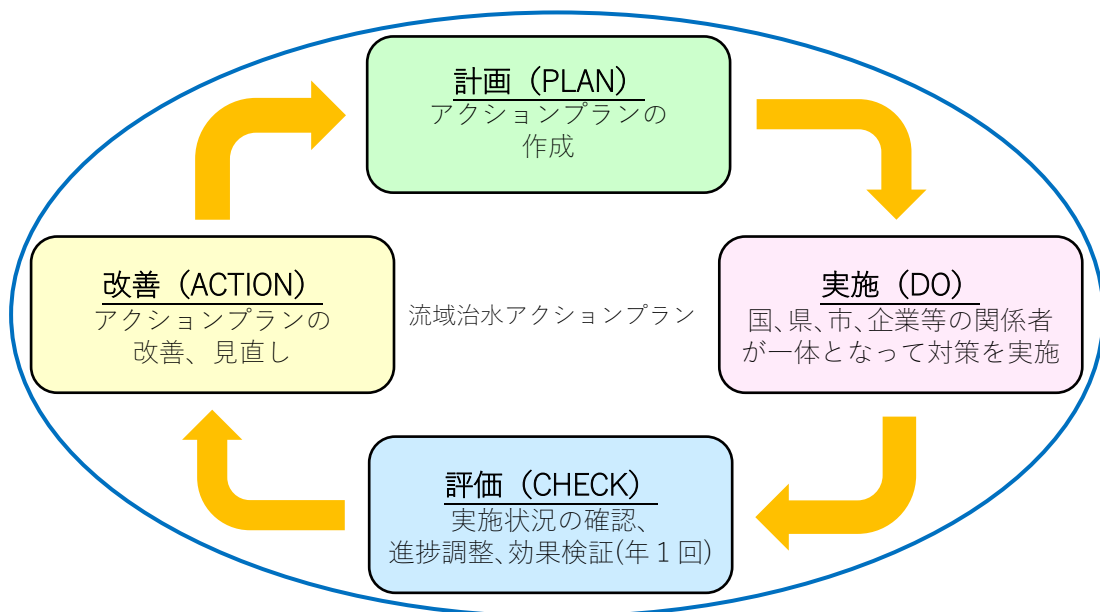 計画（PLAN）
アクションプランの
作成
改善（ACTION）
アクションプランの
改善、見直し
流域治水アクションプラン
実施（DO）
国、県、市、企業等の関係者
が一体となって対策を実施
評価（CHECK）
実施状況の確認、
進捗調整、効果検証(年１回)